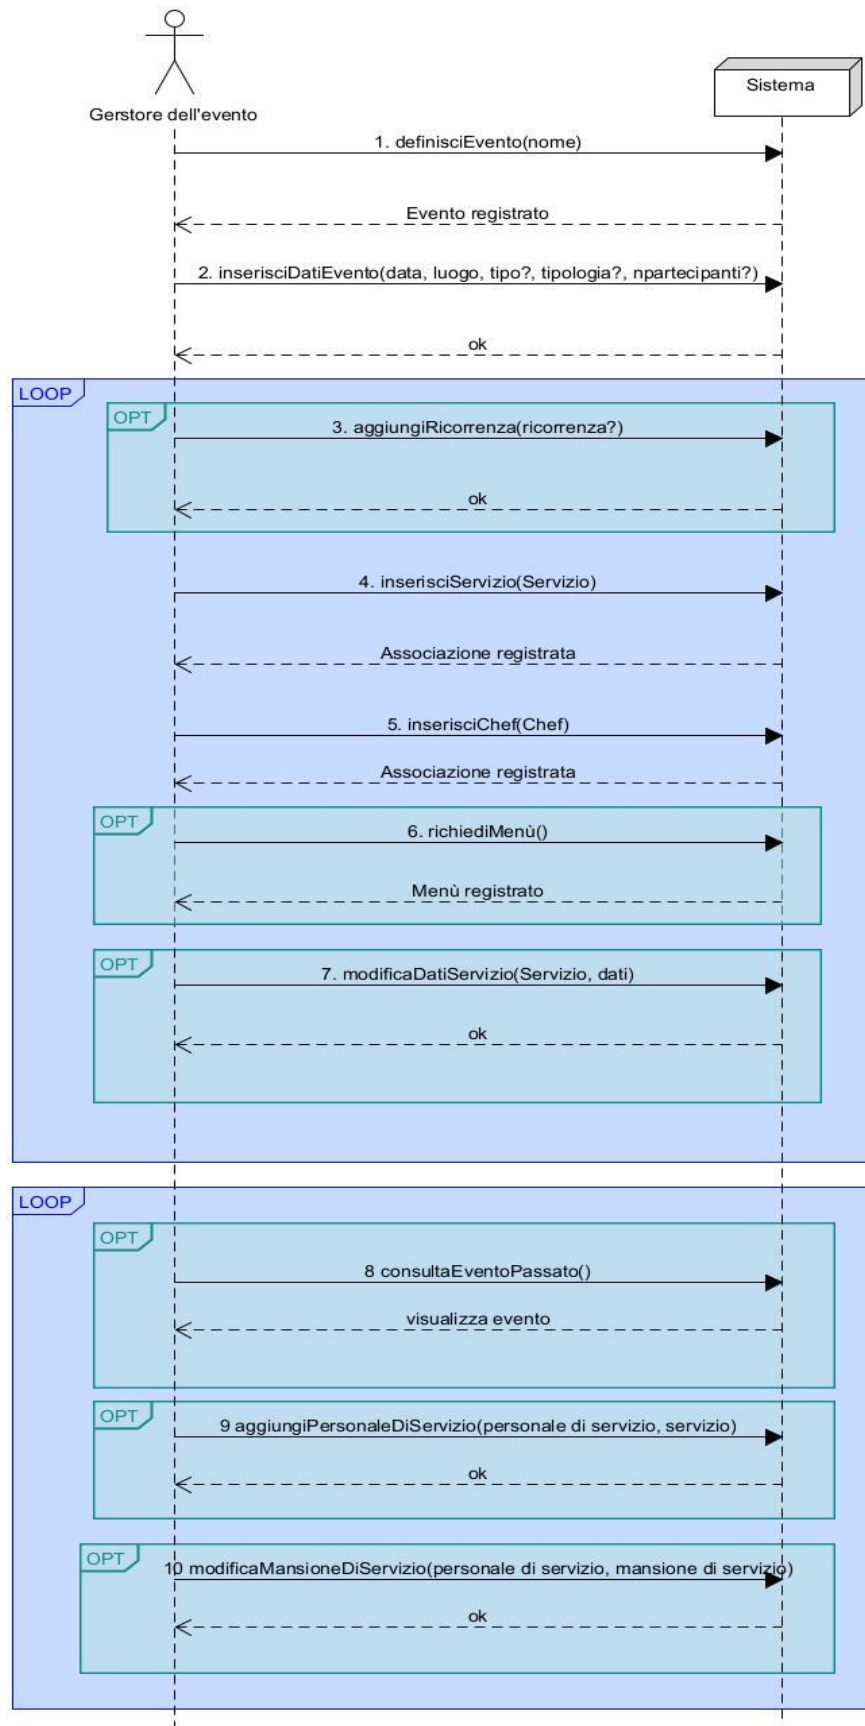 Sistema
Gerstore dell'evento
1. definisciEvento(nome)
Evento registrato
2. inserisciDatiEvento(data, luogo, tipo?, tipologia?, npartecipanti?)
ok
LOOP
OPT
3. aggiungiRicorrenza(ricorrenza?)
ok
4. inserisciServizio(Servizio)
Associazione registrata
5. inserisciChef(Chef)
Associazione registrata
OPT
6. richiediMenù()
Menù registrato
OPT
7. modificaDatiServizio(Servizio, dati)
ok
LOOP
OPT
8 consultaEventoPassato()
visualizza evento
OPT
9 aggiungiPersonaleDiServizio(personale di servizio, servizio)
ok
OPT
10 modificaMansioneDiServizio(personale di servizio, mansione di servizio)
ok